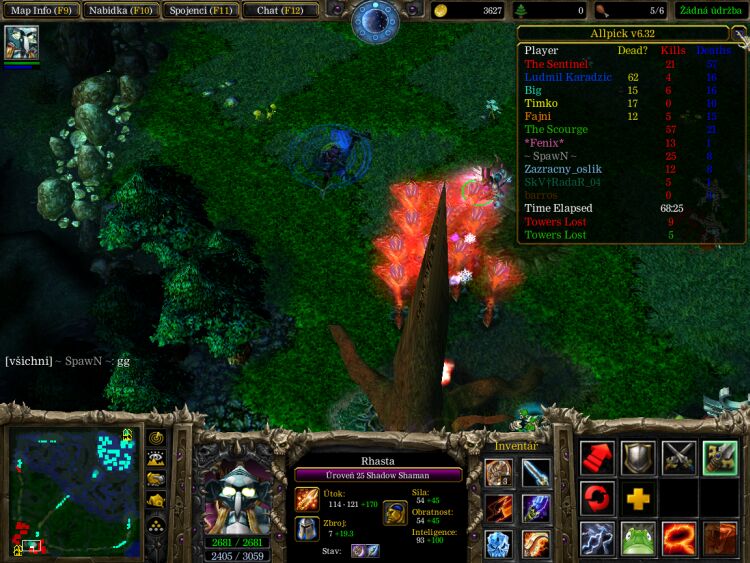 Map Info (F9) Nabídka (F10) Spojenci (F11) Chat (F12) 3627 0 5/6 Žádná údržba
Allpick v6.32
Player Dead? Kills Deaths
The Sentinel 21 57
Ludmil Karadzic 62 4 16
Big 15 6 16
Timko 17 0 10
Fajni 12 5 15
The Scourge 57 21
*Fenix* 13 1
~ SpawN ~ 25 8
Zazracny_oslik 12 8
SkV†RadaR_04 5
barros 0
Time Elapsed 68:25
Towers Lost 9
Towers Lost 5
[všichni] ~ SpawN ~: gg
Rhasta
Úroveň 25 Shadow Shaman
Útok:
114 - 121 +170
Zbroj:
7 +19.3
Stav:
Síla:
54 +45
Obratnost:
54 +45
Inteligence:
93 +100
2681 / 2681
2405 / 3059
Inventář
3